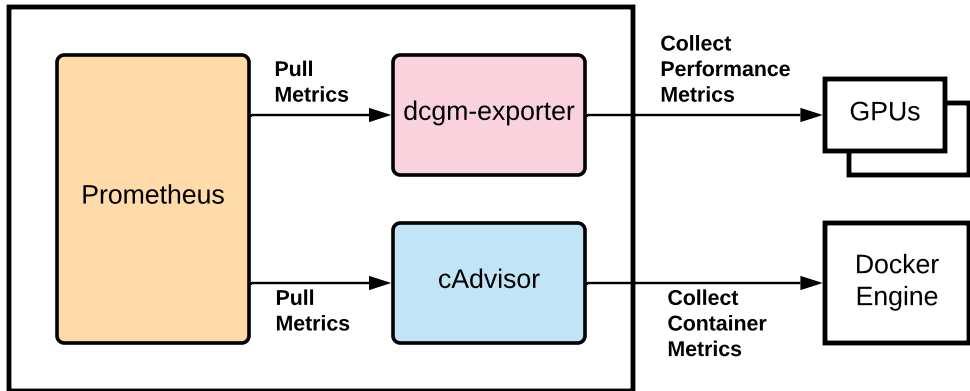 Pull
Metrics
Collect
Performance
Metrics
dcgm-exporter
GPUs
Prometheus
cAdvisor
Docker
Engine
Pull
Metrics
Collect
Container
Metrics